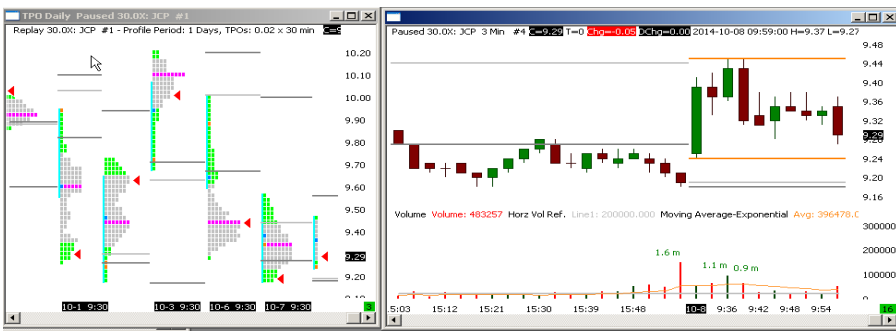 TPO Daily Paused 30.0X: JCP #1
Replay 30.0X: JCP #1 - Profile Period: 1 Days, TPOs: 0.02 x 30 min
10.20
10.10
10.00
9.90
9.80
9.70
9.60
9.50
9.40
9.29
9.20
10-1 9:30 10-3 9:30 10-6 9:30 10-7 9:30 3
Paused 30.0X: JCP 3 Min #4 C=9.29 T=0 Chg=-0.05 DChg=0.00 2014-10-08 09:59:00 H=9.37 L=9.27
9.48
9.44
9.40
9.36
9.32
9.29
9.24
9.20
9.16
Volume Volume: 483257 Horz Vol Ref. Line1: 200000.000 Moving Average-Exponential Avg: 396478.0
3000000
2000000
1000000
0
1.6 m
1.1 m
0.9 m
15:03 15:12 15:21 15:30 15:39 15:48 10-8 9:36 9:42 9:48 9:54 16